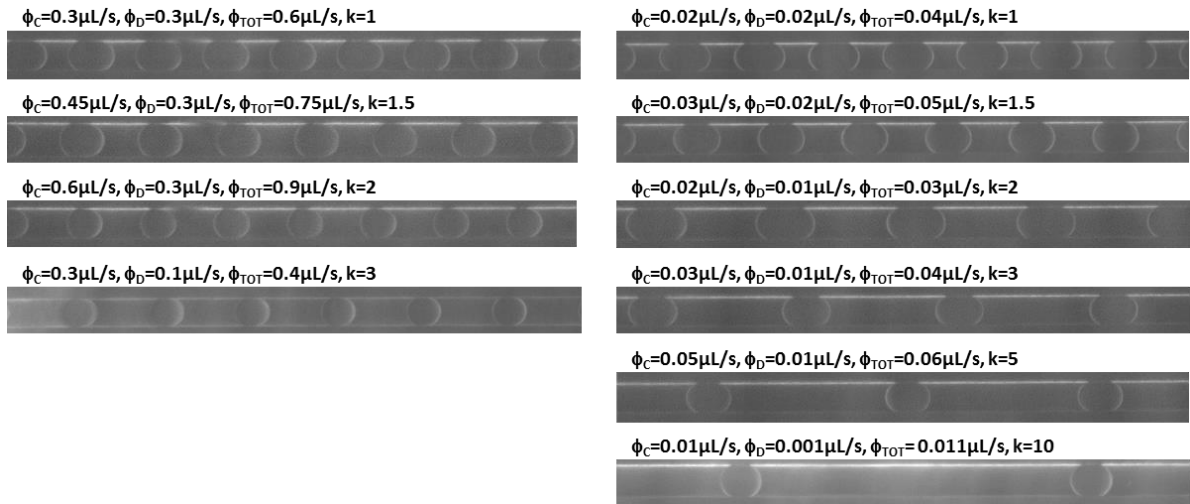 ϕC=0.3µL/s, ϕD=0.3µL/s, ϕTOT=0.6µL/s, k=1
ϕC=0.45µL/s, ϕD=0.3µL/s, ϕTOT=0.75µL/s, k=1.5
ϕC=0.6µL/s, ϕD=0.3µL/s, ϕTOT=0.9µL/s, k=2
ϕC=0.3µL/s, ϕD=0.1µL/s, ϕTOT=0.4µL/s, k=3
ϕC=0.02µL/s, ϕD=0.02µL/s, ϕTOT=0.04µL/s, k=1
ϕC=0.03µL/s, ϕD=0.02µL/s, ϕTOT=0.05µL/s, k=1.5
ϕC=0.02µL/s, ϕD=0.01µL/s, ϕTOT=0.03µL/s, k=2
ϕC=0.03µL/s, ϕD=0.01µL/s, ϕTOT=0.04µL/s, k=3
ϕC=0.05µL/s, ϕD=0.01µL/s, ϕTOT=0.06µL/s, k=5
ϕC=0.01µL/s, ϕD=0.001µL/s, ϕTOT= 0.011µL/s, k=10